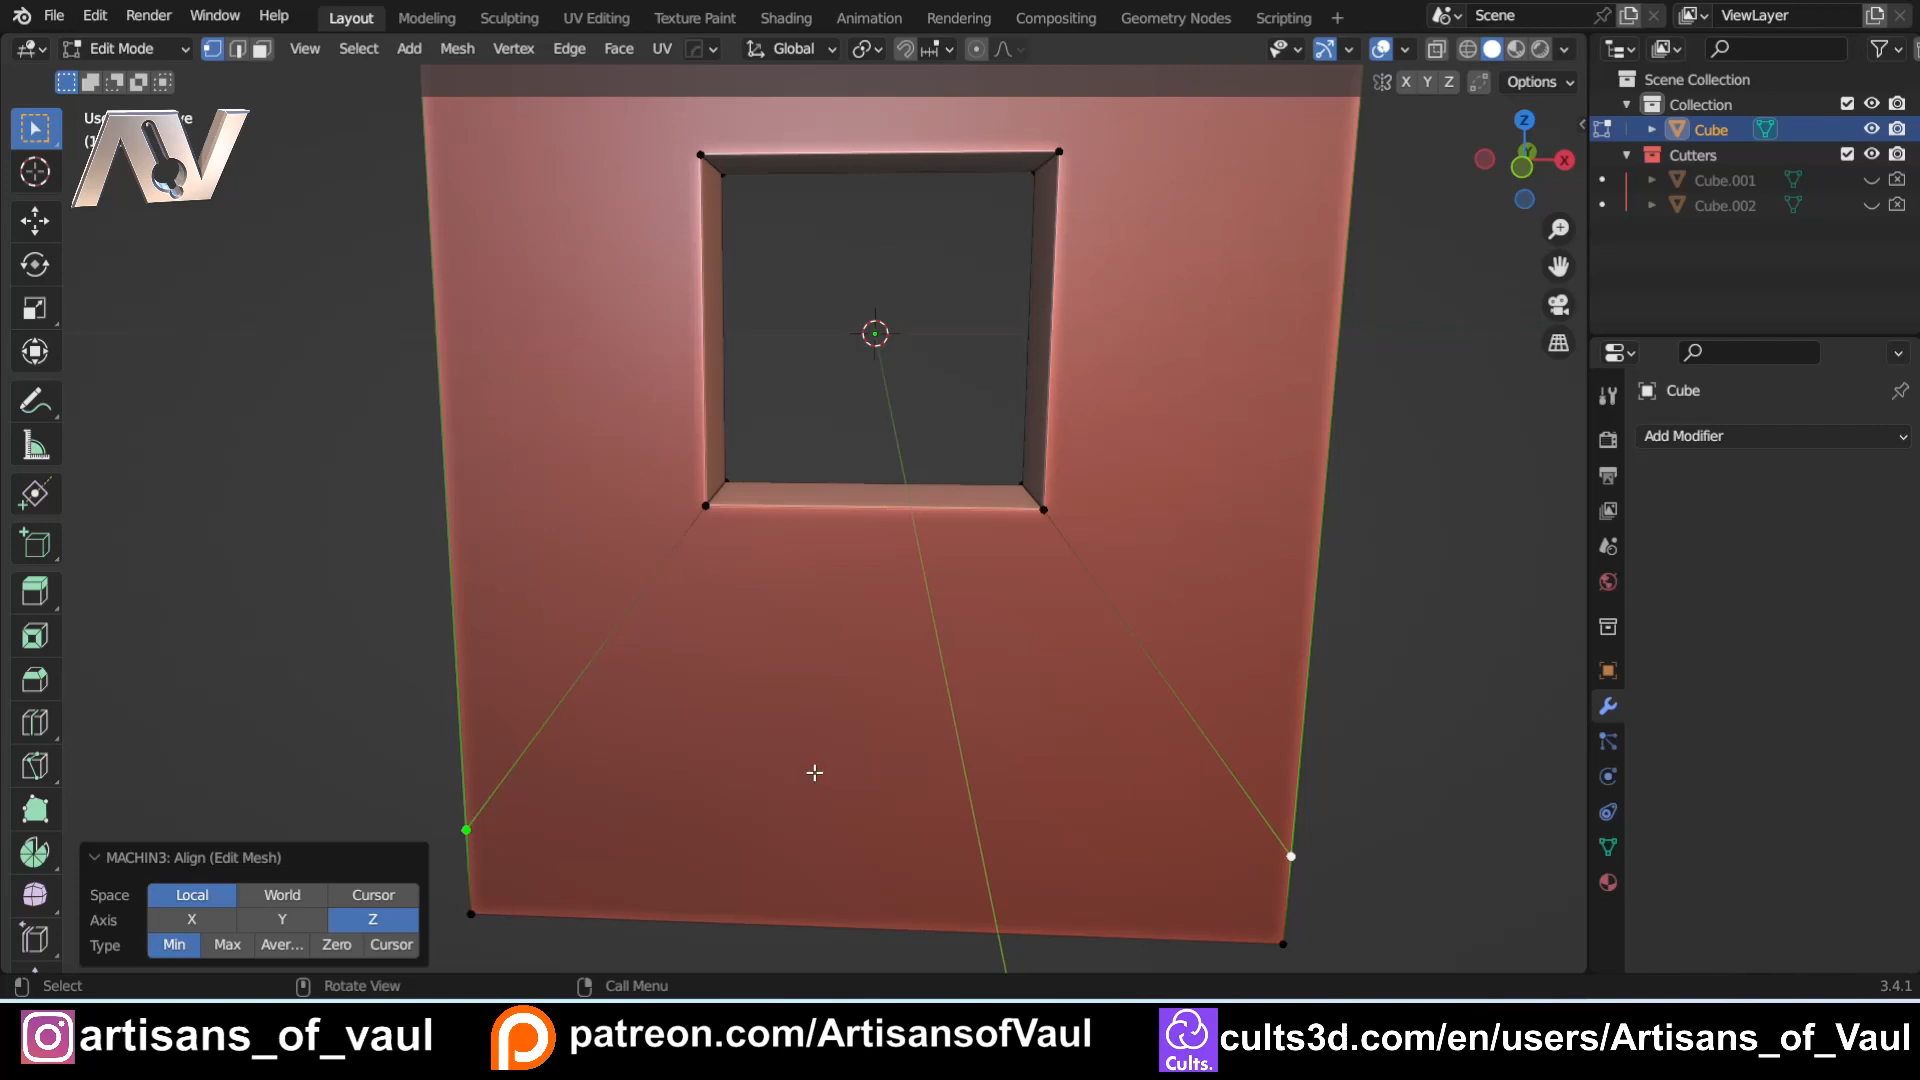 File Edit Render Window Help Layout Modeling Sculpting UV Editing Texture Paint Shading Animation Rendering Compositing Geometry Nodes Scripting + Scene ViewLayer
Edit Mode View Select Add Mesh Vertex Edge Face UV Global
X Y Z Options
Scene Collection
Collection
Cube
Cutters
Cube.001
Cube.002
Z
X
Cube
Add Modifier
AV
MACHIN3: Align (Edit Mesh)
Space Local World Cursor
Axis X Y Z
Type Min Max Aver... Zero Cursor
Select Rotate View Call Menu 3.4.1
artisans_of_vaul patreon.com/ArtisansofVaul Cults. cults3d.com/en/users/Artisans_of_Vaul